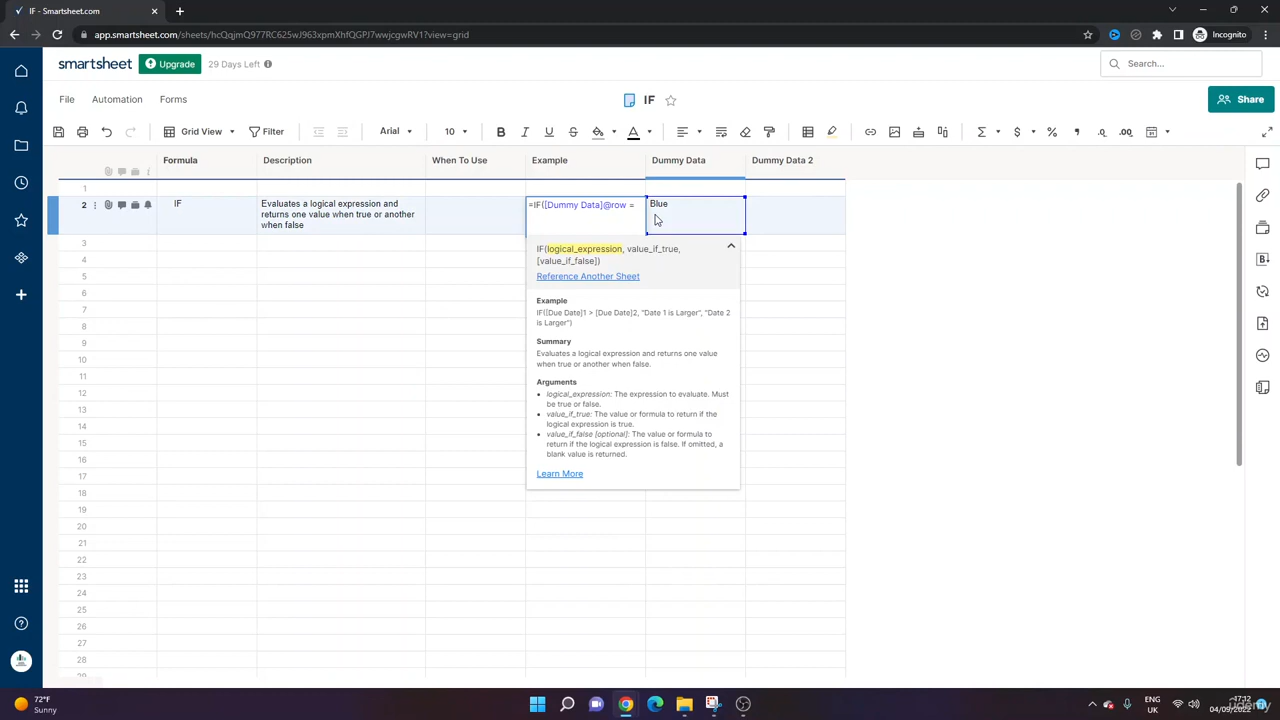 IF - Smartsheet.com
Incognito
app.smartsheet.com/sheets/hcQqjmQ977RC625wJ963xpmXhfQGPJ7wwjcgwRV1?view=grid
smartsheet
Upgrade
29 Days Left
Search...
File
Automation
Forms
IF
Share
Grid View
Filter
Arial
10
Formula
Description
When To Use
Example
Dummy Data
Dummy Data 2
1
2
IF
Evaluates a logical expression and
returns one value when true or another
when false
=IF([Dummy Data]@row =
Blue
IF(logical_expression, value_if_true,
[value_if_false])
Reference Another Sheet
Example
IF([Due Date]1 > [Due Date]2, "Date 1 is Larger", "Date 2
is Larger")
Summary
Evaluates a logical expression and returns one value
when true or another when false.
Arguments
logical_expression: The expression to evaluate. Must
be true or false.
value_if_true: The value or formula to return if the
logical expression is true.
value_if_false [optional]: The value or formula to
return if the logical expression is false. If omitted, a
blank value is returned.
Learn More
3
4
5
6
7
8
9
10
11
12
13
14
15
16
17
18
19
20
21
22
23
24
25
26
27
28
29
72°F
Sunny
ENG
UK
17:12
udemy